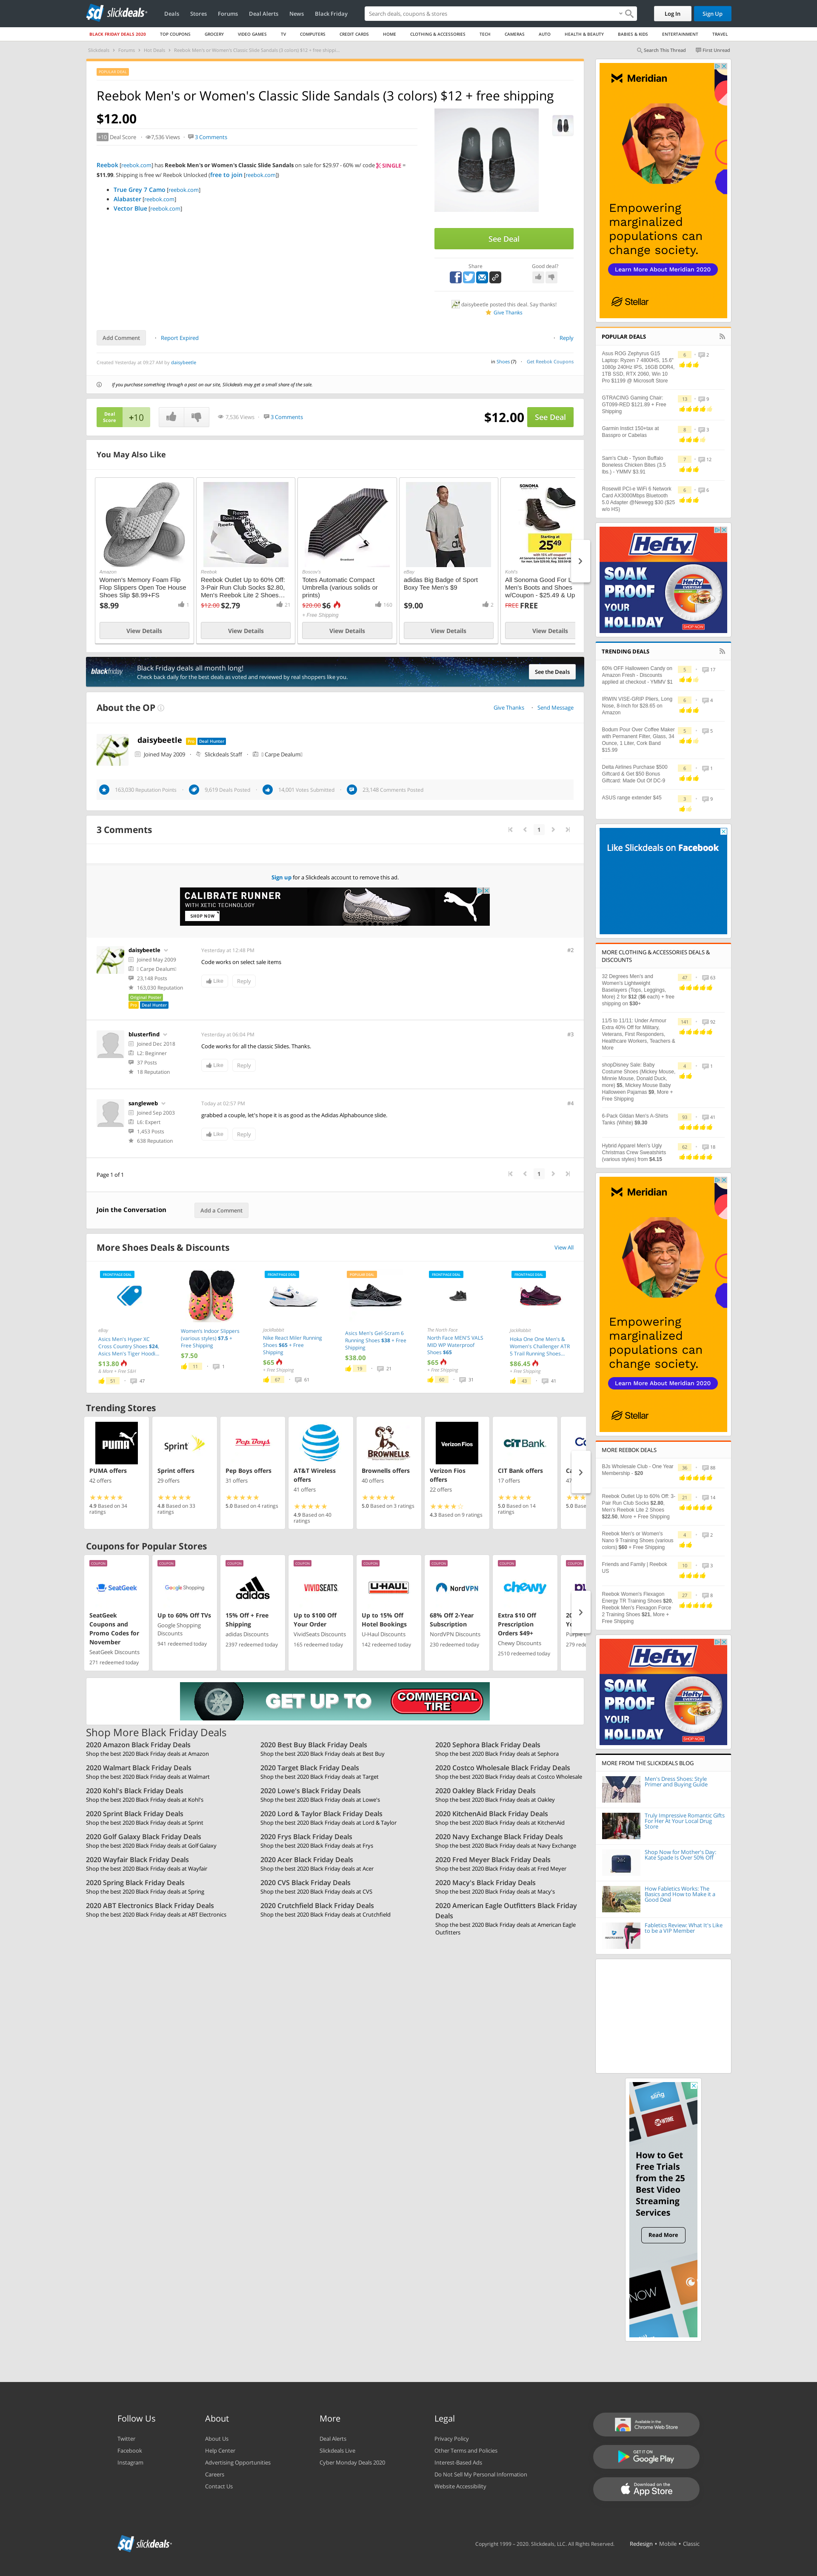 sd slickdeals
Deals Stores Forums Deal Alerts News Black Friday
Search deals, coupons & stores
Log In Sign Up
BLACK FRIDAY DEALS 2020 TOP COUPONS GROCERY VIDEO GAMES TV COMPUTERS CREDIT CARDS HOME CLOTHING & ACCESSORIES TECH CAMERAS AUTO HEALTH & BEAUTY BABIES & KIDS ENTERTAINMENT TRAVEL
Slickdeals Forums Hot Deals Reebok Men's or Women's Classic Slide Sandals (3 colors) $12 + free shippi...
Search This Thread First Unread
Reebok Men's or Women's Classic Slide Sandals (3 colors) $12 + free shipping
$12.00
+10 Deal Score 7,536 Views 3 Comments
Reebok [reebok.com] has Reebok Men's or Women's Classic Slide Sandals on sale for $29.97 - 60% w/ code SINGLE =
$11.99. Shipping is free w/ Reebok Unlocked (free to join [reebok.com])
True Grey 7 Camo [reebok.com]
Alabaster [reebok.com]
Vector Blue [reebok.com]
See Deal
Share Good deal?
daisybeetle posted this deal. Say thanks!
Give Thanks
Add Comment Report Expired Reply
Created Yesterday at 09:27 AM by daisybeetle
in Shoes (7) Get Reebok Coupons
If you purchase something through a post on our site, Slickdeals may get a small share of the sale.
Deal Score +10 7,536 Views 3 Comments $12.00 See Deal
You May Also Like
Amazon
Women's Memory Foam Flip
Flop Slippers Open Toe House
Shoes Slip $8.99+FS
$8.99 1
View Details
Reebok
Reebok Outlet Up to 60% Off:
3-Pair Run Club Socks $2.80,
Men's Reebok Lite 2 Shoes...
$12.00 $2.79 21
View Details
Totes Automatic Compact
Umbrella (various solids or
prints)
$20.00 $6
+ Free Shipping
View Details
eBay
adidas Big Badge of Sport
Boxy Tee Men's $9
$9.00 2
View Details
SONOMA
Starting at
25.49
Kohl's
All Sonoma Good For L
Men's Boots and Shoes
w/Coupon - $25.49 & Up
FREE FREE
View Details
blackfriday
Black Friday deals all month long!
Check back daily for the best deals as voted and reviewed by real shoppers like you.
See the Deals
About the OP
Give Thanks Send Message
daisybeetle Pro Deal Hunter
Joined May 2009 Slickdeals Staff Carpe Dealum
163,030 Reputation Points 9,619 Deals Posted 14,001 Votes Submitted 23,148 Comments Posted
3 Comments
1
Sign up for a Slickdeals account to remove this ad.
CALIBRATE RUNNER
WITH XETIC TECHNOLOGY
SHOP NOW
daisybeetle
Joined May 2009
Carpe Dealum
23,148 Posts
163,030 Reputation
Original Poster
Pro Deal Hunter
Yesterday at 12:48 PM #2
Code works on select sale items
Like Reply
blusterfind
Joined Dec 2018
L2: Beginner
37 Posts
18 Reputation
Yesterday at 06:04 PM #3
Code works for all the classic Slides. Thanks.
Like Reply
sangleweb
Joined Sep 2003
L6: Expert
1,453 Posts
638 Reputation
Today at 02:57 PM #4
grabbed a couple, let's hope it is as good as the Adidas Alphabounce slide.
Like Reply
Page 1 of 1
1
Join the Conversation
Add a Comment
More Shoes Deals & Discounts
View All
eBay
Asics Men's Hyper XC
Cross Country Shoes $24,
Asics Men's Tiger Hoodi...
$13.80
51 47
Women's Indoor Slippers
(various styles) $7.5 +
Free Shipping
$7.50
11 1
JackRabbit
Nike React Miler Running
Shoes $65 + Free
Shipping
$65
+ Free Shipping
67 61
Asics Men's Gel-Scram 6
Running Shoes $38 + Free
Shipping
$38.00
19 21
The North Face
North Face MEN'S VALS
MID WP Waterproof
Shoes $65
$65
+ Free Shipping
60 31
JackRabbit
Hoka One One Men's &
Women's Challenger ATR
5 Trail Running Shoes...
$86.45
+ Free Shipping
43 41
Trending Stores
PUMA offers
42 offers
4.9 Based on 34 ratings
Sprint offers
33 offers
4.8 Based on 33 ratings
Pep Boys offers
31 offers
5.0 Based on 4 ratings
AT&T Wireless offers
41 offers
4.9 Based on 40 ratings
Brownells offers
40 offers
5.0 Based on 3 ratings
Verizon Fios offers
22 offers
4.3 Based on 9 ratings
CIT Bank offers
17 offers
5.0 Based on 14 ratings
Coupons for Popular Stores
SeatGeek Coupons and Promo Codes for November
SeatGeek Discounts
271 redeemed today
Up to 60% Off TVs
Google Shopping Discounts
941 redeemed today
15% Off + Free Shipping
adidas Discounts
2397 redeemed today
Up to $100 Off Your Order
VividSeats Discounts
165 redeemed today
Up to 15% Off Hotel Bookings
U-Haul Discounts
142 redeemed today
68% Off 2-Year Subscription
NordVPN Discounts
230 redeemed today
Extra $10 Off Prescription Orders $49+
Chewy Discounts
2510 redeemed today
GET UP TO COMMERCIAL TIRE
Shop More Black Friday Deals
2020 Amazon Black Friday Deals
Shop the best 2020 Black Friday deals at Amazon
2020 Walmart Black Friday Deals
Shop the best 2020 Black Friday deals at Walmart
2020 Kohl's Black Friday Deals
Shop the best 2020 Black Friday deals at Kohl's
2020 Sprint Black Friday Deals
Shop the best 2020 Black Friday deals at Sprint
2020 Golf Galaxy Black Friday Deals
Shop the best 2020 Black Friday deals at Golf Galaxy
2020 Wayfair Black Friday Deals
Shop the best 2020 Black Friday deals at Wayfair
2020 Spring Black Friday Deals
Shop the best 2020 Black Friday deals at Spring
2020 ABT Electronics Black Friday Deals
Shop the best 2020 Black Friday deals at ABT Electronics
2020 Best Buy Black Friday Deals
Shop the best 2020 Black Friday deals at Best Buy
2020 Target Black Friday Deals
Shop the best 2020 Black Friday deals at Target
2020 Lowe's Black Friday Deals
Shop the best 2020 Black Friday deals at Lowe's
2020 Lord & Taylor Black Friday Deals
Shop the best 2020 Black Friday deals at Lord & Taylor
2020 Frys Black Friday Deals
Shop the best 2020 Black Friday deals at Frys
2020 Acer Black Friday Deals
Shop the best 2020 Black Friday deals at Acer
2020 CVS Black Friday Deals
Shop the best 2020 Black Friday deals at CVS
2020 Crutchfield Black Friday Deals
Shop the best 2020 Black Friday deals at Crutchfield
2020 Sephora Black Friday Deals
Shop the best 2020 Black Friday deals at Sephora
2020 Costco Wholesale Black Friday Deals
Shop the best 2020 Black Friday deals at Costco Wholesale
2020 Oakley Black Friday Deals
Shop the best 2020 Black Friday deals at Oakley
2020 KitchenAid Black Friday Deals
Shop the best 2020 Black Friday deals at KitchenAid
2020 Navy Exchange Black Friday Deals
Shop the best 2020 Black Friday deals at Navy Exchange
2020 Fred Meyer Black Friday Deals
Shop the best 2020 Black Friday deals at Fred Meyer
2020 Macy's Black Friday Deals
Shop the best 2020 Black Friday deals at Macy's
2020 American Eagle Outfitters Black Friday
Deals
Shop the best 2020 Black Friday deals at American Eagle
Outfitters
Meridian
Empowering
marginalized
populations can
change society.
Learn More About Meridian 2020
Stellar
POPULAR DEALS
Asus ROG Zephyrus G15
Laptop: Ryzen 7 4800HS, 15.6"
1080p 240hz IPS, 16GB DDR4,
1TB SSD, RTX 2060, Win 10
Pro $1199 @ Microsoft Store
GTRACING Gaming Chair:
GT099-RED $121.89 + Free
Shipping
Garmin Instict 150+tax at
Basspro or Cabelas
Sam's Club - Tyson Buffalo
Boneless Chicken Bites (3.5
lbs.) - YMMV $3.91
Rosewill PCI-e WiFi 6 Network
Card AX3000Mbps Bluetooth
5.0 Adapter @Newegg $30 ($25
w/o HS)
Hefty
SOAK
PROOF
YOUR
HOLIDAY
SHOP NOW
TRENDING DEALS
60% OFF Halloween Candy on
Amazon Fresh - Discounts
applied at checkout - YMMV $1
IRWIN VISE-GRIP Pliers, Long
Nose, 6-Inch for $28.65 on
Amazon
Bodum Pour Over Coffee Maker
with Permanent Filter, Glass, 34
Ounce, 1 Liter, Cork Band
$15.99
Delta Airlines Purchase $500
Giftcard & Get $50 Bonus
Giftcard: Made Out Of DC-9
ASUS range extender $45
Like Slickdeals on Facebook
MORE CLOTHING & ACCESSORIES DEALS &
DISCOUNTS
32 Degrees Men's and
Women's Lightweight
Baselayers (Tops, Leggings,
More) 2 for $12 ($6 each) + free
shipping on $30+
11/5 to 11/11: Under Armour
Extra 40% Off for Military,
Veterans, First Responders,
Healthcare Workers, Teachers &
More
shopDisney Sale: Baby
Costume Shoes (Mickey Mouse,
Minnie Mouse, Donald Duck,
more) $5, Mickey Mouse Baby
Halloween Pajamas $9, More +
Free Shipping
6-Pack Gildan Men's A-Shirts
Tanks (White) $9.30
Hybrid Apparel Men's Ugly
Christmas Crew Sweatshirts
(various styles) from $4.15
Meridian
Empowering
marginalized
populations can
change society.
Learn More About Meridian 2020
Stellar
MORE REEBOK DEALS
BJs Wholesale Club - One Year
Membership - $20
Reebok Outlet Up to 60% Off: 3-
Pair Run Club Socks $2.80,
Men's Reebok Lite 2 Shoes
$22.50, More + Free Shipping
Reebok Men's or Women's
Nano 9 Training Shoes (various
colors) $60 + Free Shipping
Friends and Family | Reebok
US
Reebok Women's Flexagon
Energy TR Training Shoes $20,
Reebok Men's Flexagon Force
2 Training Shoes $21, More +
Free Shipping
Hefty
SOAK
PROOF
YOUR
HOLIDAY
SHOP NOW
MORE FROM THE SLICKDEALS BLOG
Men's Dress Shoes: Style
Primer and Buying Guide
Truly Impressive Romantic Gifts
For Her At Your Local Drug
Store
Shop Now for Mother's Day:
Kate Spade Is Over 50% Off
How Fabletics Works: The
Basics and How to Make it a
Good Deal
Fabletics Review: What It's Like
to be a VIP Member
sling
SHOWTIME
How to Get
Free Trials
from the 25
Best Video
Streaming
Services
Read More
NOW
Follow Us
Twitter
Facebook
Instagram
About
About Us
Help Center
Advertising Opportunities
Careers
Contact Us
More
Deal Alerts
Slickdeals Live
Cyber Monday Deals 2020
Legal
Privacy Policy
Other Terms and Policies
Interest-Based Ads
Do Not Sell My Personal Information
Website Accessibility
Available in the
Chrome Web Store
GET IT ON
Google Play
Download on the
App Store
sd slickdeals
Copyright 1999 - 2020. Slickdeals, LLC. All Rights Reserved. Redesign • Mobile • Classic